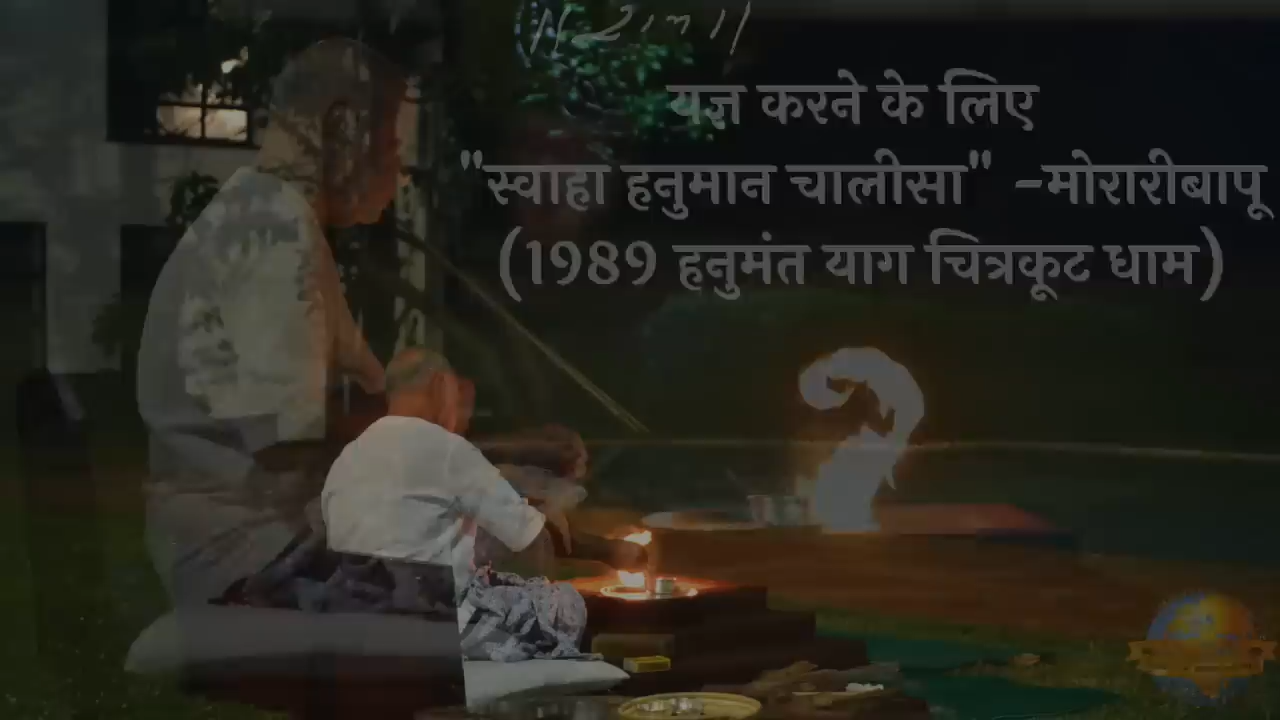 यज्ञ करने के लिए
"स्वाहा हनुमान चालीसा" -मोरारीबापू
(1989 हनुमंत याग चित्रकूट धाम)